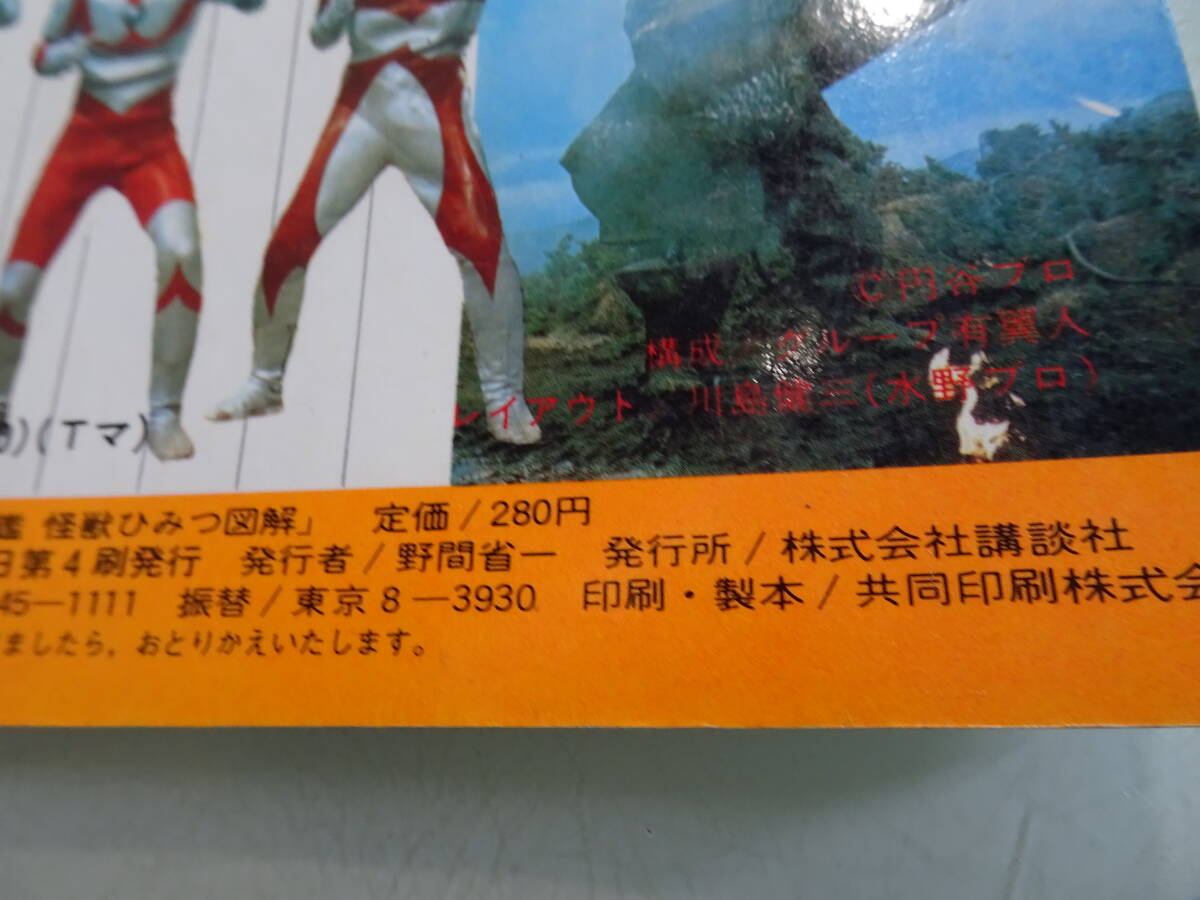 ©円谷プロ
構成/グループ有翼人
レイアウト/川島健三(水野プロ)
)(Tマ)
鑑 怪獣ひみつ図解」 定価/280円
日第4刷発行 発行者/野間省一 発行所/株式会社講談社
45—1111 振替/東京8—3930 印刷・製本/共同印刷株式会
ましたら,おとりかえいたします。